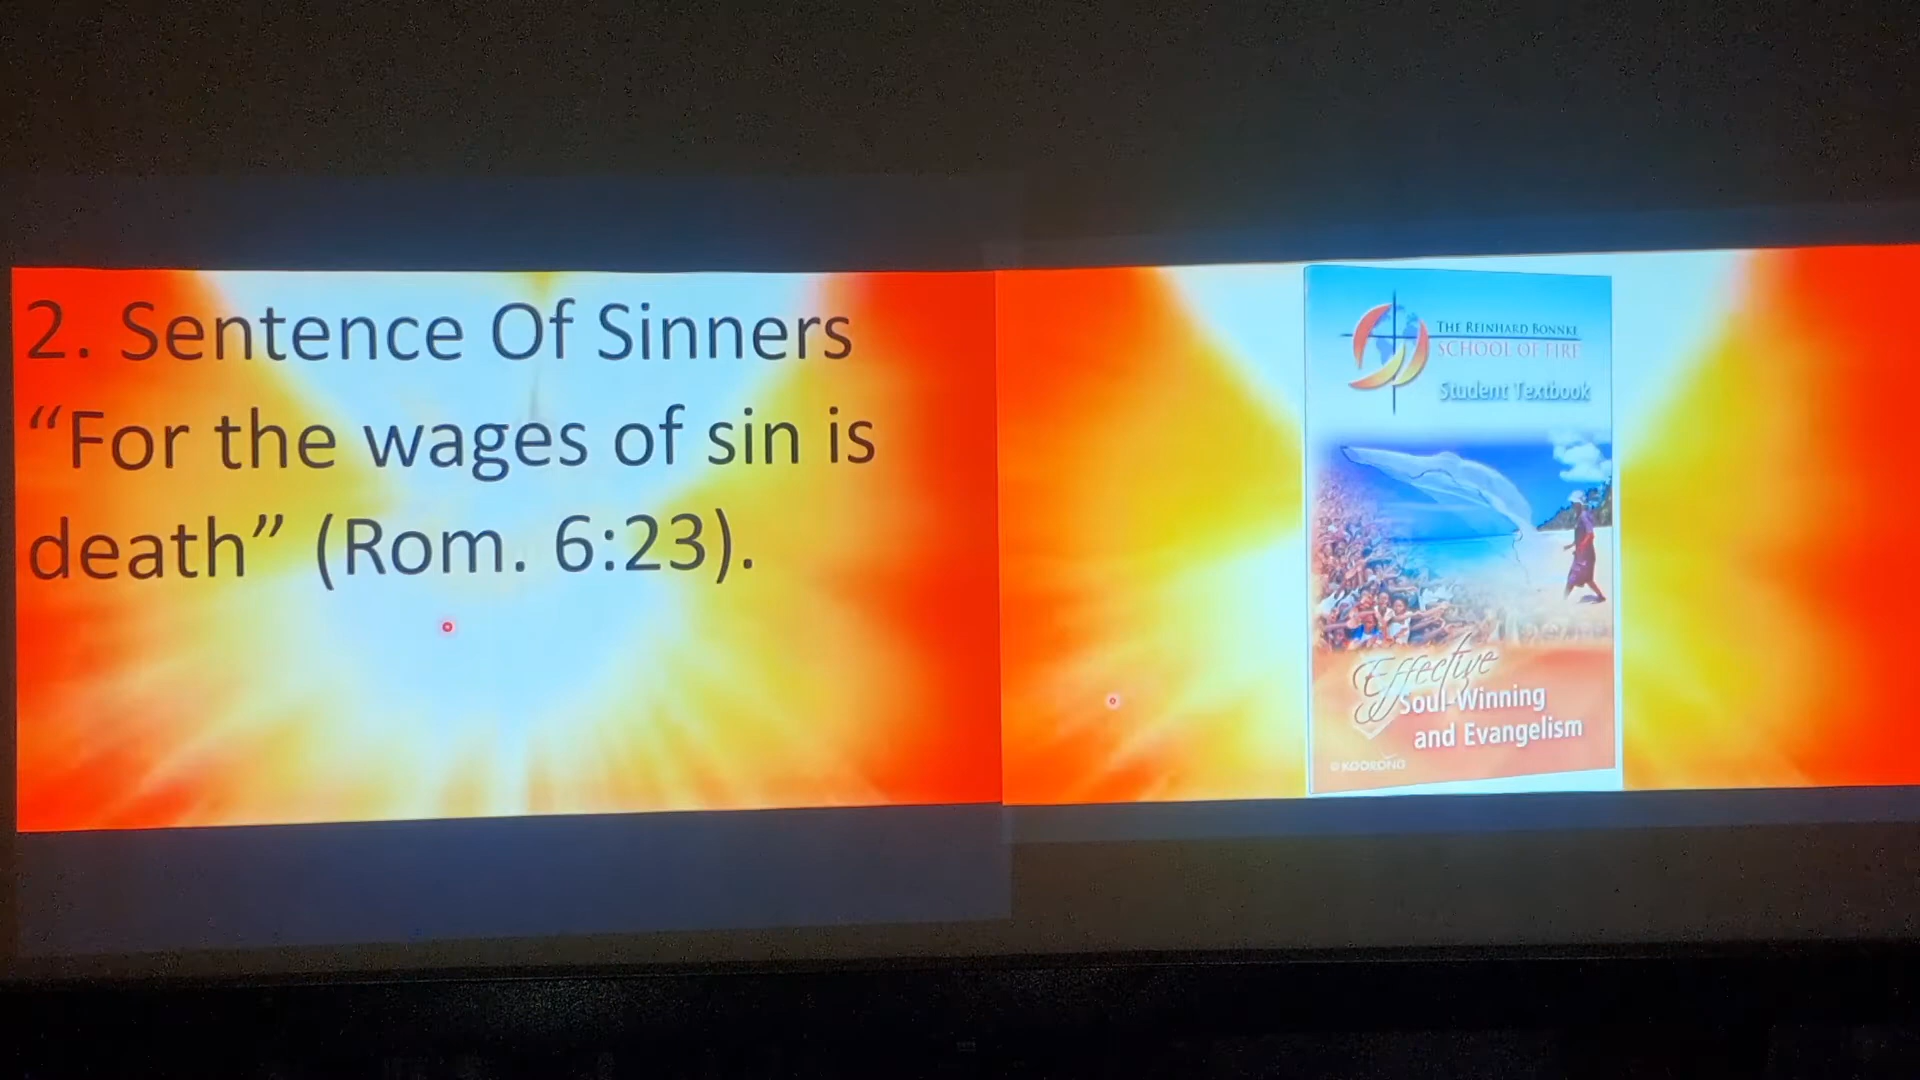 2. Sentence Of Sinners
“For the wages of sin is
death” (Rom. 6:23).
THE REINHARD BONNKE
SCHOOL OF FIRE
Student Textbook
Effective
Soul-Winning
and Evangelism
© KOORONG